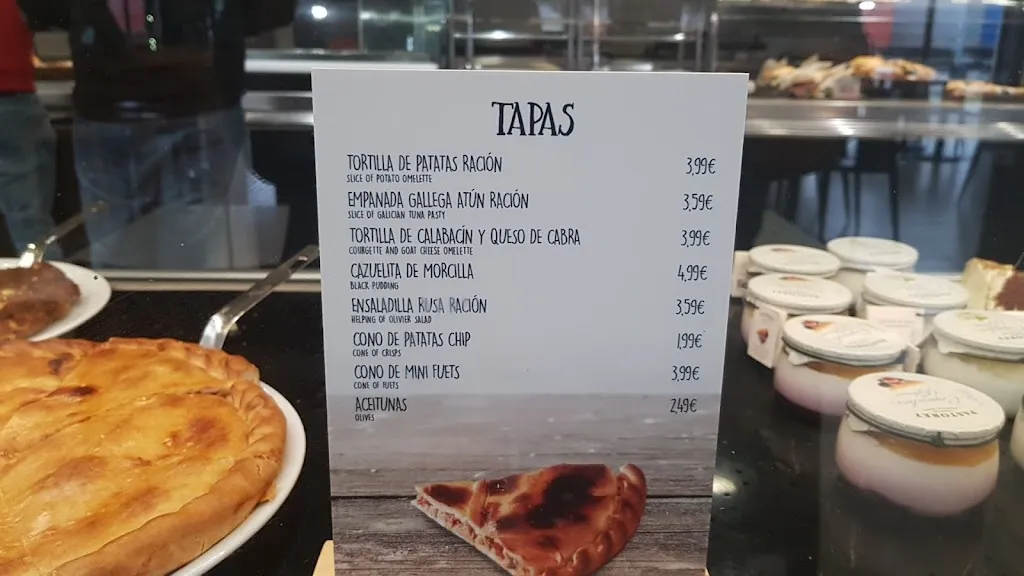 TAPAS
TORTILLA DE PATATAS RACIÓN 3,99€
SLICE OF POTATO OMELETTE
EMPANADA GALLEGA ATÚN RACIÓN 3,59€
SLICE OF GALICIAN TUNA PASTY
TORTILLA DE CALABACÍN Y QUESO DE CABRA 3,99€
COURGETTE AND GOAT CHEESE OMELETTE
CAZUELITA DE MORCILLA 4,99€
BLACK PUDDING
ENSALADILLA RUSA RACIÓN 3,59€
HELPING OF OLIVIER SALAD
CONO DE PATATAS CHIP 1,99€
CONE OF CRISPS
CONO DE MINI FUETS 3,99€
CONE OF FUETS
ACEITUNAS 2,49€
OLIVES